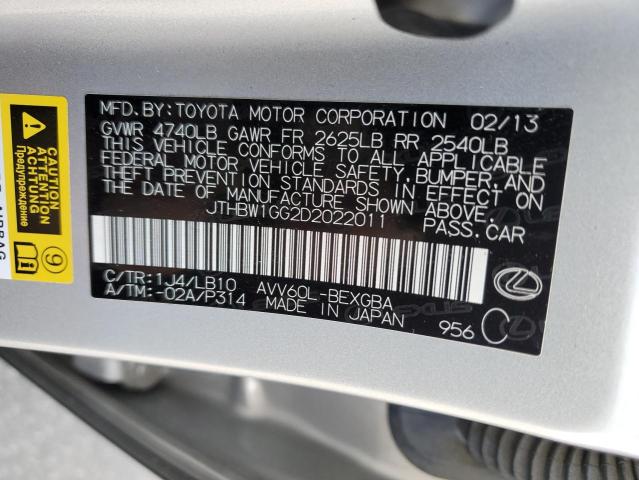 MFD.BY:TOYOTA MOTOR CORPORATION 02/13
GVWR 4740LB GAWR FR 2625LB RR 2540LB
THIS VEHICLE CONFORMS TO ALL APPLICABLE
FEDERAL MOTOR VEHICLE SAFETY,BUMPER,AND
THEFT PREVENTION STANDARDS IN EFFECT ON
THE DATE OF MANUFACTURE SHOWN ABOVE.
JTHBW1GG2D2022011 PASS.CAR
C/TR:1J4/LB10 AVV60L-BEXGBA
A/TM:-02A/P314 MADE IN JAPAN
956 C
CAUTION
ATTENTION
Предупреждение
9
AIRBAG